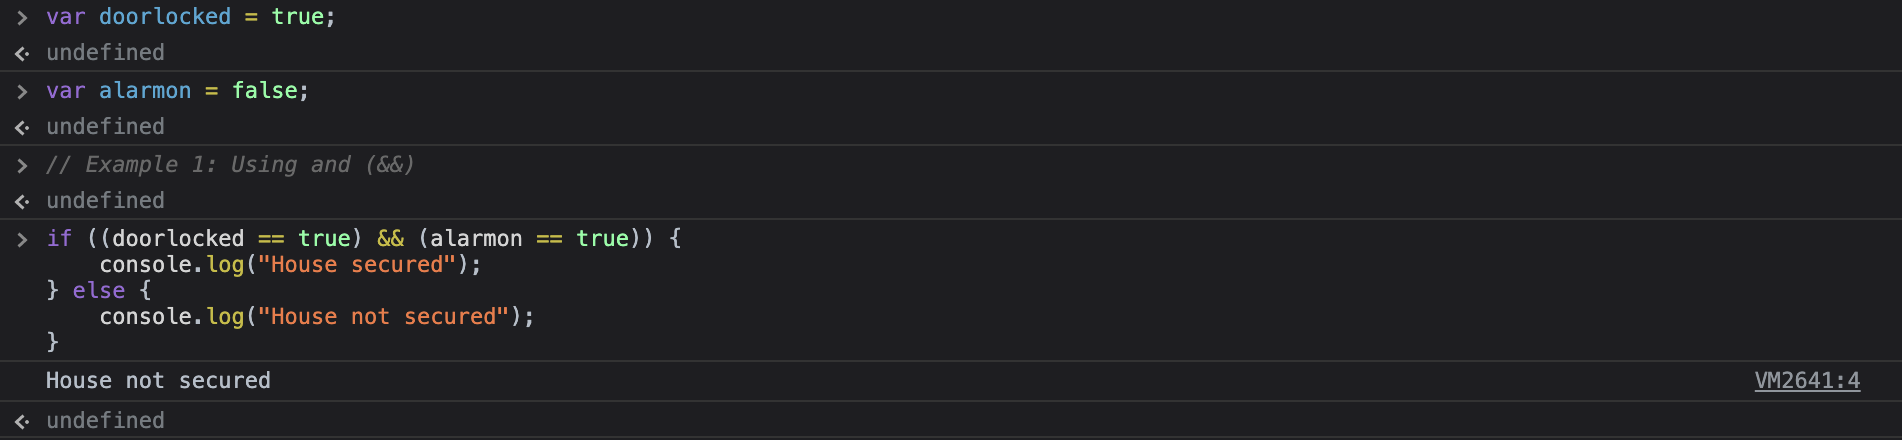 > var doorlocked = true;
<· undefined
> var alarmon = false;
<· undefined
> // Example 1: Using and (&&)
<· undefined
> if ((doorlocked == true) && (alarmon == true)) {
    console.log("House secured");
} else {
    console.log("House not secured");
}
House not secured VM2641:4
<· undefined